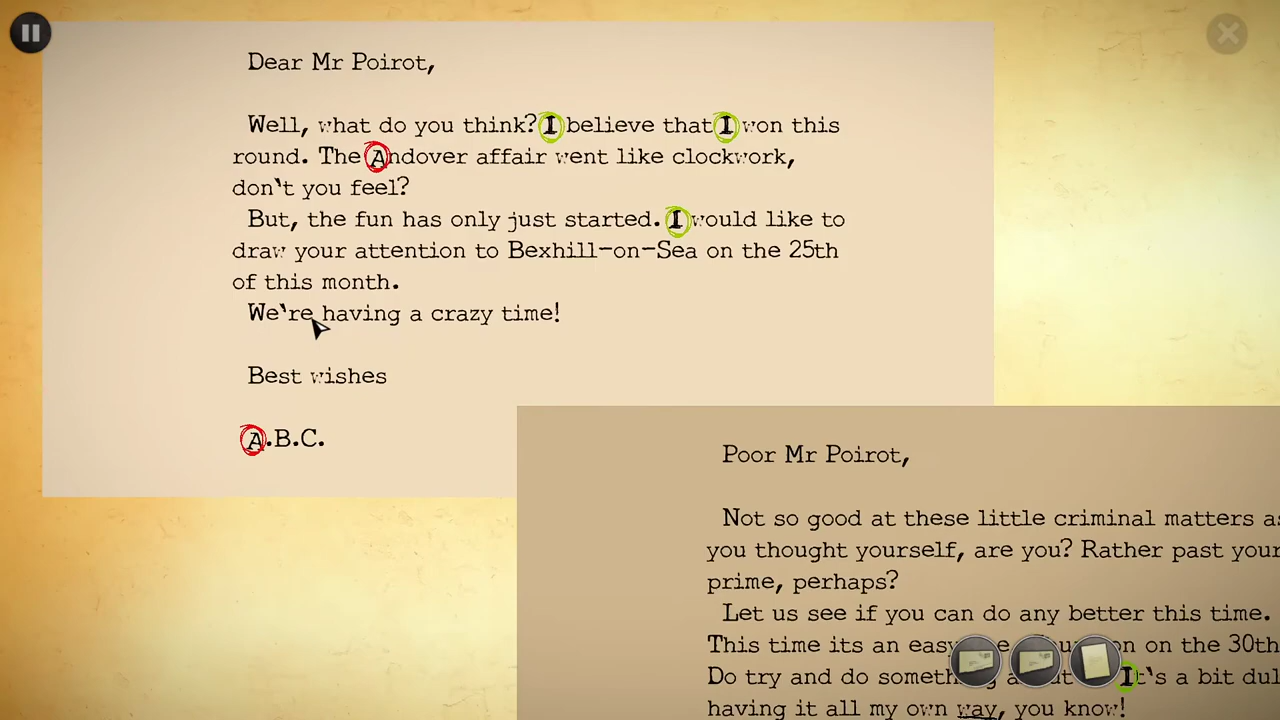 Dear Mr Poirot,
Well, what do you think? I believe that I won this
round. The Andover affair went like clockwork,
don't you feel?
But, the fun has only just started. I would like to
draw your attention to Bexhill-on-Sea on the 25th
of this month.
We're having a crazy time!
Best wishes
A.B.C.
Poor Mr Poirot,
Not so good at these little criminal matters as
you thought yourself, are you? Rather past your
prime, perhaps?
Let us see if you can do any better this time.
This time its an easy on the 30th
Do try and do something It's a bit dul
having it all my own way, you know!